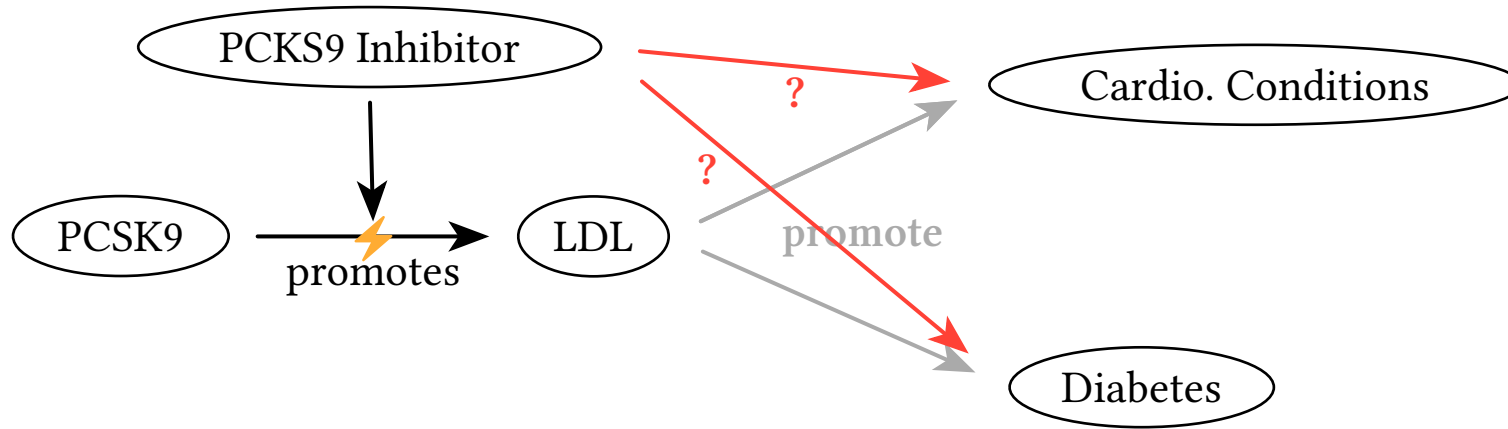 PCKS9 Inhibitor
Cardio. Conditions
?
?
PCSK9
promotes
LDL
promote
Diabetes